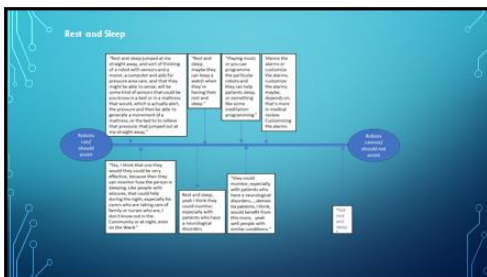 Rest and Sleep
"Rest and sleep jumped at me
straight away, and sort of thinking
of a robot with sensors and a
motor, a computer and aids for
pressure area care, and that they
might be able to sense, will be
some kind of sensors that could be
you know in a bed or in a mattress
that would, which is actually alert,
the pressure and then be able to
generate a movement of a
mattress, or the bed to to relieve
that pressure. that jumped out at
me straight away."
"Rest and
sleep,
maybe they
can keep a
watch when
they're
having their
rest and
sleep."
"Playing music
or you can
programme
the particular
robots and
they can help
patients sleep,
or something
like some
meditation
programming."
Silence the
alarms or
customize
the alarms,
customize
the alarms
maybe,
depends on,
that's more
in medical
review.
Customizing
the alarms
Robots
can/
should
assist
Robots
cannot/
should not
assist
"Yes, I think that one they
would they could be very
effective, because then they
can monitor how the person is
sleeping. Like people with
seizures, that could help
during the night, especially for
carers who are taking care of
family or nurses who are, I
don't know out in the
Community or at night, even
on the Ward."
Rest and sleep,
yeah I think they
could monitor,
especially with
patients who have
a neurological
disorders
"they could
monitor, especially
with patients who
have a neurological
disorders,....demen
tia patients, I think,
would benefit from
this more.. yeah
well people with
similar conditions."
rest
and
sleep